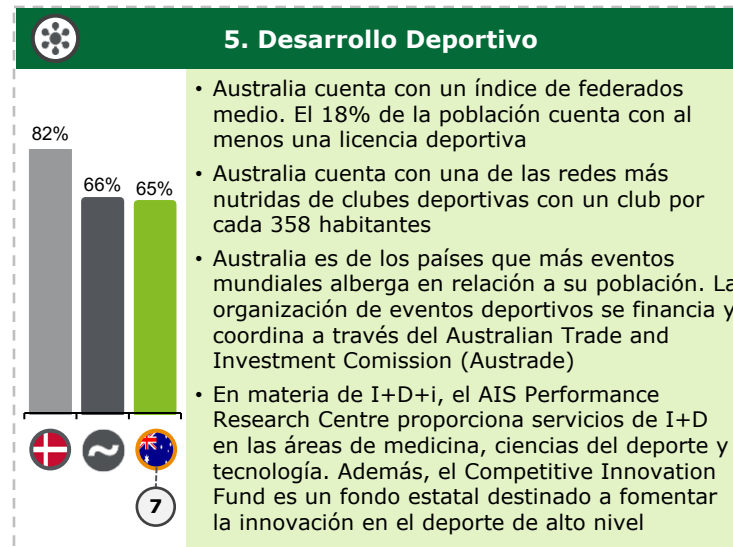 5. Desarrollo Deportivo
82%
66%
65%
7
• Australia cuenta con un índice de federados
medio. El 18% de la población cuenta con al
menos una licencia deportiva
• Australia cuenta con una de las redes más
nutridas de clubes deportivas con un club por
cada 358 habitantes
• Australia es de los países que más eventos
mundiales alberga en relación a su población. La
organización de eventos deportivos se financia y
coordina a través del Australian Trade and
Investment Comission (Austrade)
• En materia de I+D+i, el AIS Performance
Research Centre proporciona servicios de I+D
en las áreas de medicina, ciencias del deporte y
tecnología. Además, el Competitive Innovation
Fund es un fondo estatal destinado a fomentar
la innovación en el deporte de alto nivel